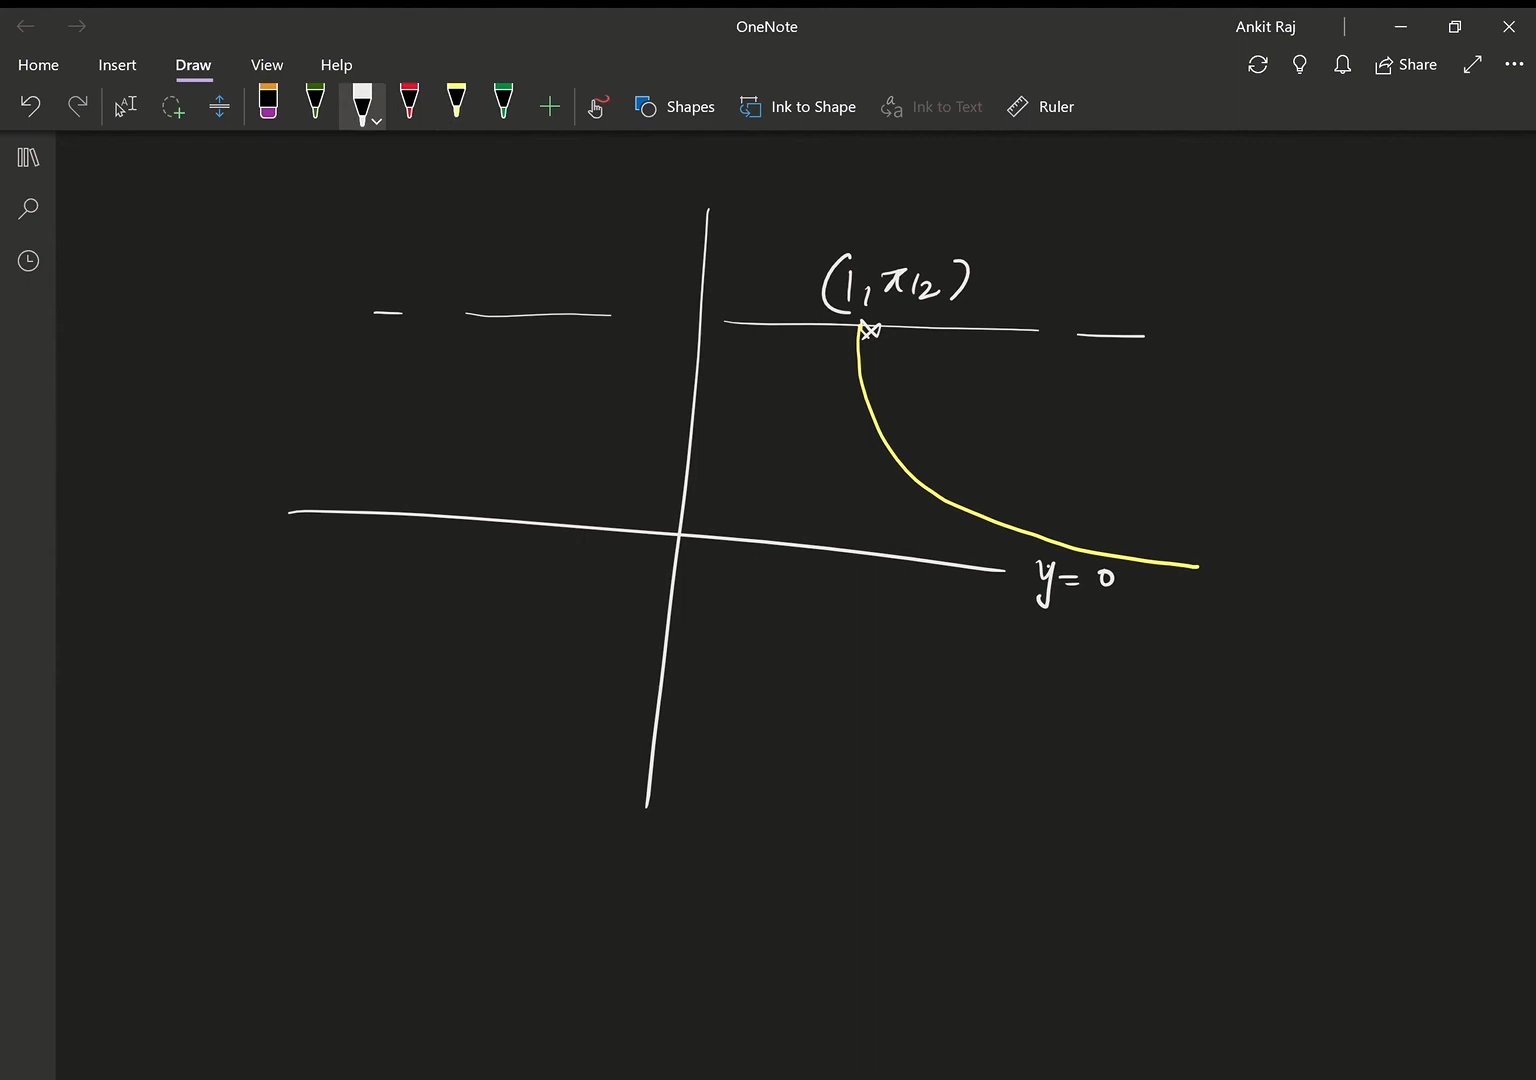 OneNote
Ankit Raj
Home Insert Draw View Help
Share
Shapes
Ink to Shape
Ink to Text
Ruler
(1, π/2)
y = 0